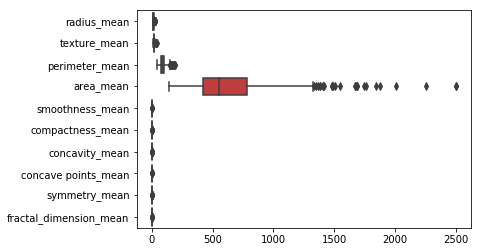 radius_mean
texture_mean
perimeter_mean
area_mean
smoothness_mean
compactness_mean
concavity_mean
concave points_mean
symmetry_mean
fractal_dimension_mean
0 500 1000 1500 2000 2500